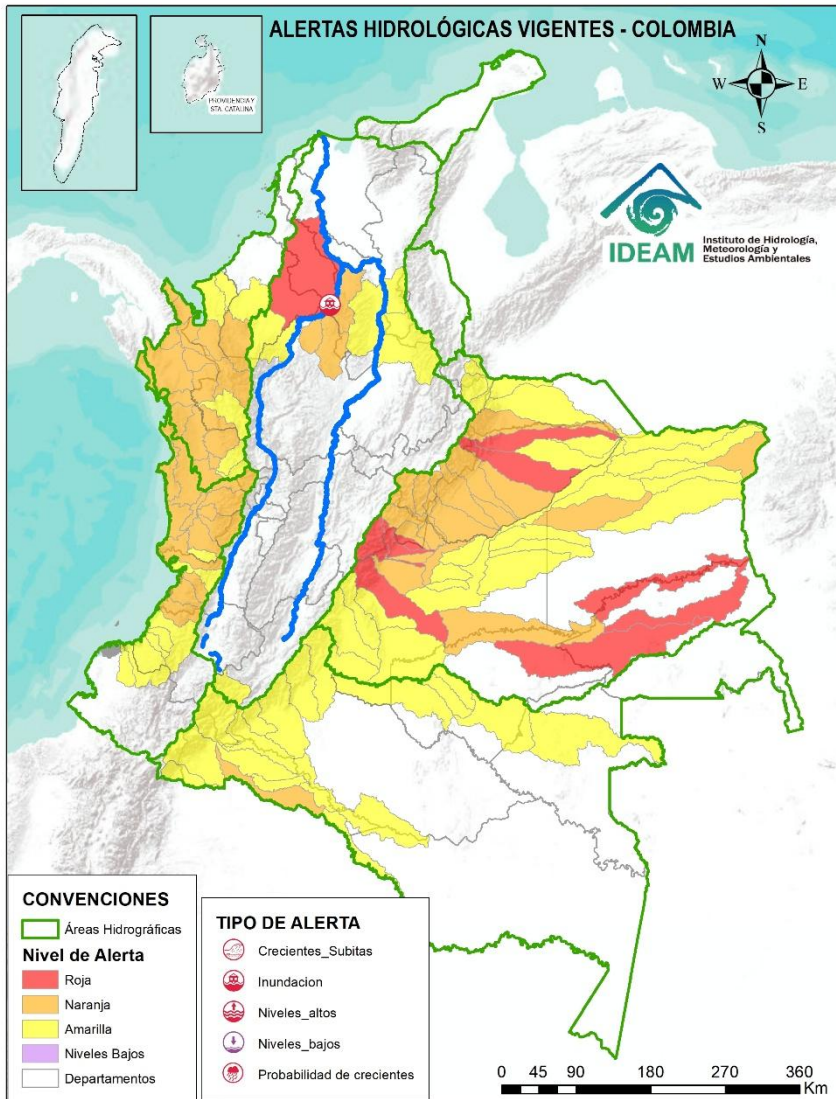 ALERTAS HIDROLÓGICAS VIGENTES - COLOMBIA
PROVIDENCIA Y
STA. CATALINA
N
W
E
S
IDEAM
Instituto de Hidrología,
Meteorología y
Estudios Ambientales
CONVENCIONES
Áreas Hidrográficas
Nivel de Alerta
Roja
Naranja
Amarilla
Niveles Bajos
Departamentos
TIPO DE ALERTA
Crecientes_Subitas
Inundacion
Niveles_altos
Niveles_bajos
Probabilidad de crecientes
0 45 90 180 270 360
Km